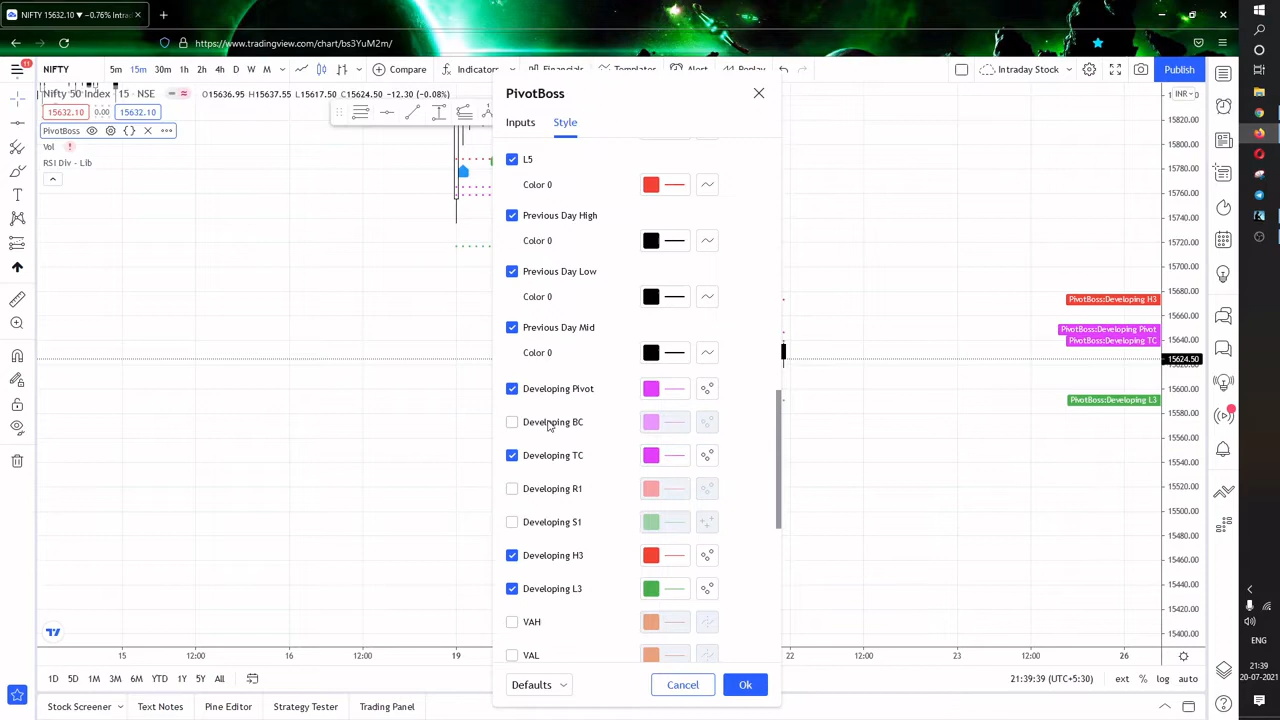 NIFTY 15632.10 ▼ −0.76% Intra
https://www.tradingview.com/chart/bs3YuM2m/
11
NIFTY 5m 15m 30m 1h 2h 4h D W M Compare Indicators Financials Templates Alert Replay Intraday Stock Publish
Nifty 50 Index 15 NSE O15636.95 H15637.55 L15617.50 C15624.50 −12.30 (−0.08%)
15632.10 0.00 15632.10
PivotBoss
Vol
RSI Div - Lib
PivotBoss
Inputs Style
L5
Color 0
Previous Day High
Color 0
Previous Day Low
Color 0
Previous Day Mid
Color 0
Developing Pivot
Developing BC
Developing TC
Developing R1
Developing S1
Developing H3
Developing L3
VAH
VAL
Defaults Cancel Ok
INR
15820.00
15800.00
15780.00
15760.00
15740.00
15720.00
15700.00
15680.00
15660.00
15640.00
15624.50
15600.00
15580.00
15560.00
15540.00
15520.00
15500.00
15480.00
15460.00
15440.00
15420.00
15400.00
PivotBoss:Developing H3
PivotBoss:Developing Pivot
PivotBoss:Developing TC
PivotBoss:Developing L3
15 12:00 16 12:00 19 22 12:00 23 12:00 26
1D 5D 1M 3M 6M YTD 1Y 5Y All 21:39:39 (UTC+5:30) ext % log auto
Stock Screener Text Notes Pine Editor Strategy Tester Trading Panel
ENG
21:39
20-07-2021